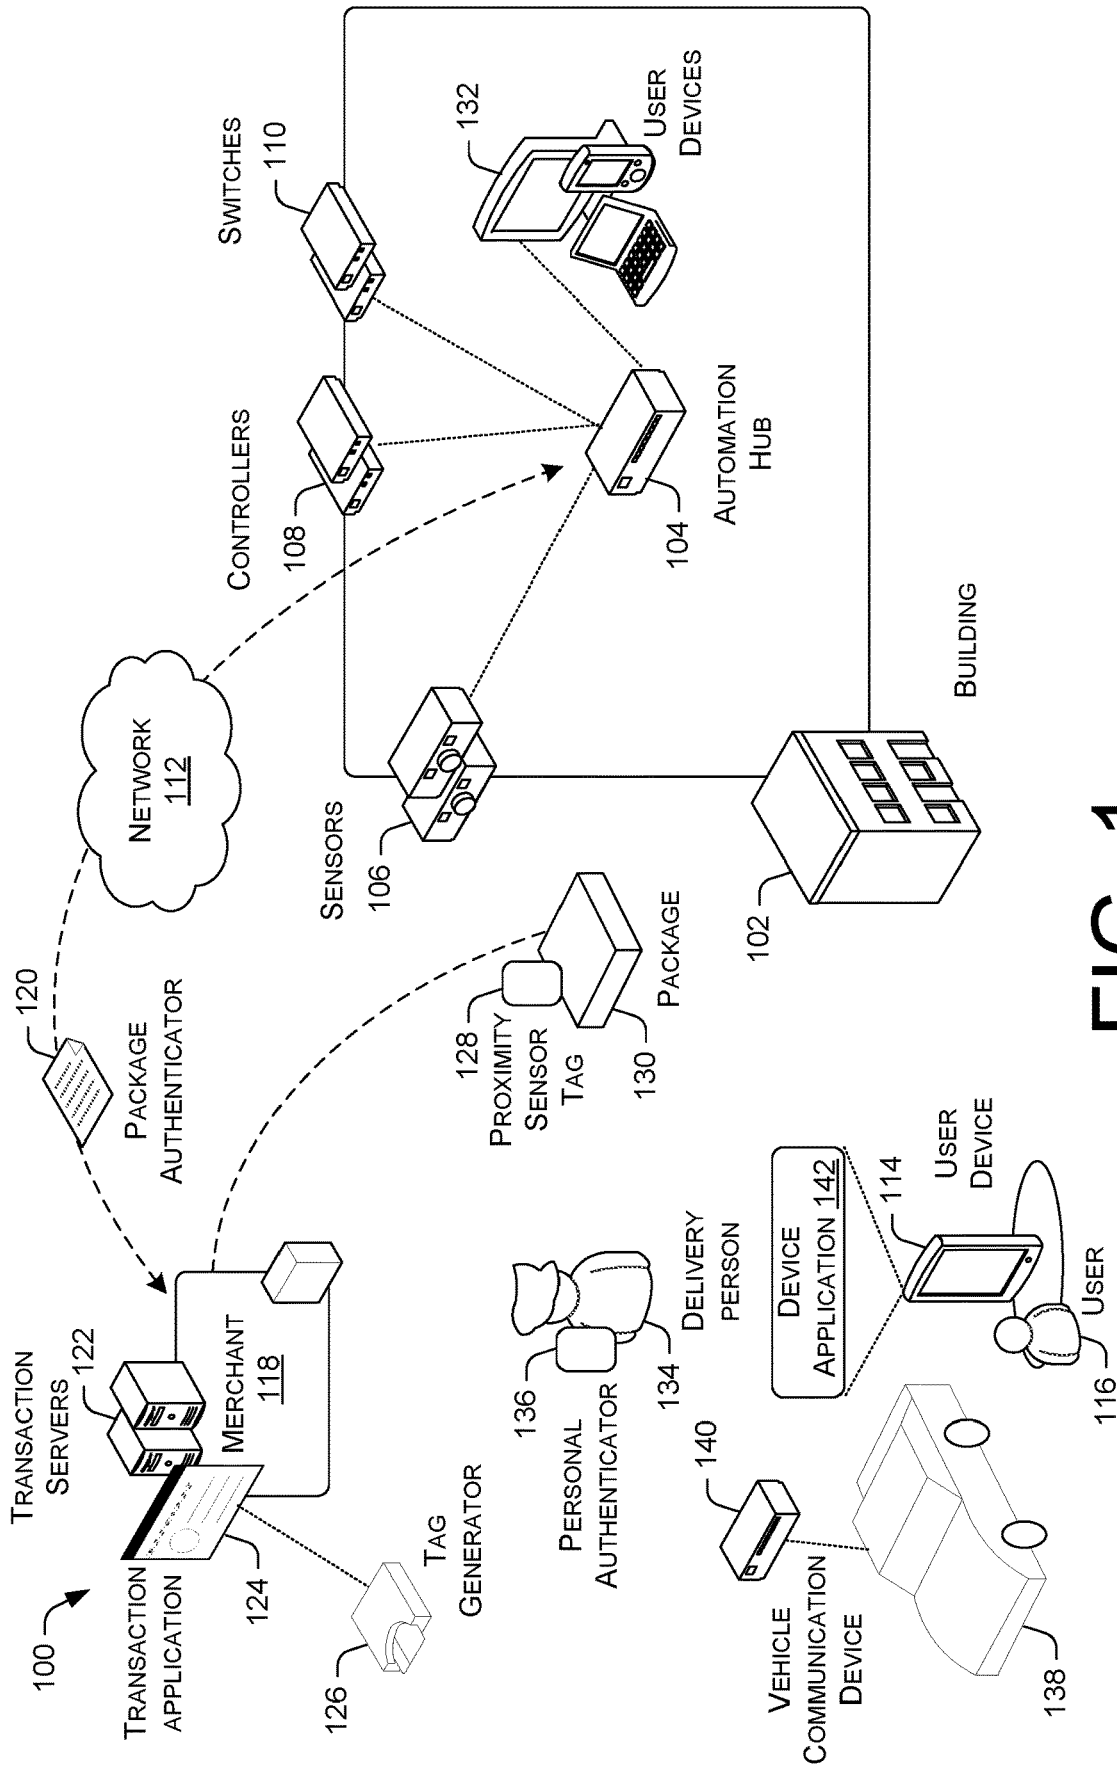 100
TRANSACTION
SERVERS
122
TRANSACTION
APPLICATION
124
MERCHANT
118
126
TAG
GENERATOR
120
PACKAGE
AUTHENTICATOR
NETWORK
112
CONTROLLERS
108
SWITCHES
110
SENSORS
106
132
USER
DEVICES
104
AUTOMATION
HUB
128
PROXIMITY
SENSOR
TAG
130
PACKAGE
102
BUILDING
136
PERSONAL
AUTHENTICATOR
134
DELIVERY
PERSON
140
VEHICLE
COMMUNICATION
DEVICE
138
DEVICE
APPLICATION 142
114
USER
DEVICE
116
USER
FIG. 1